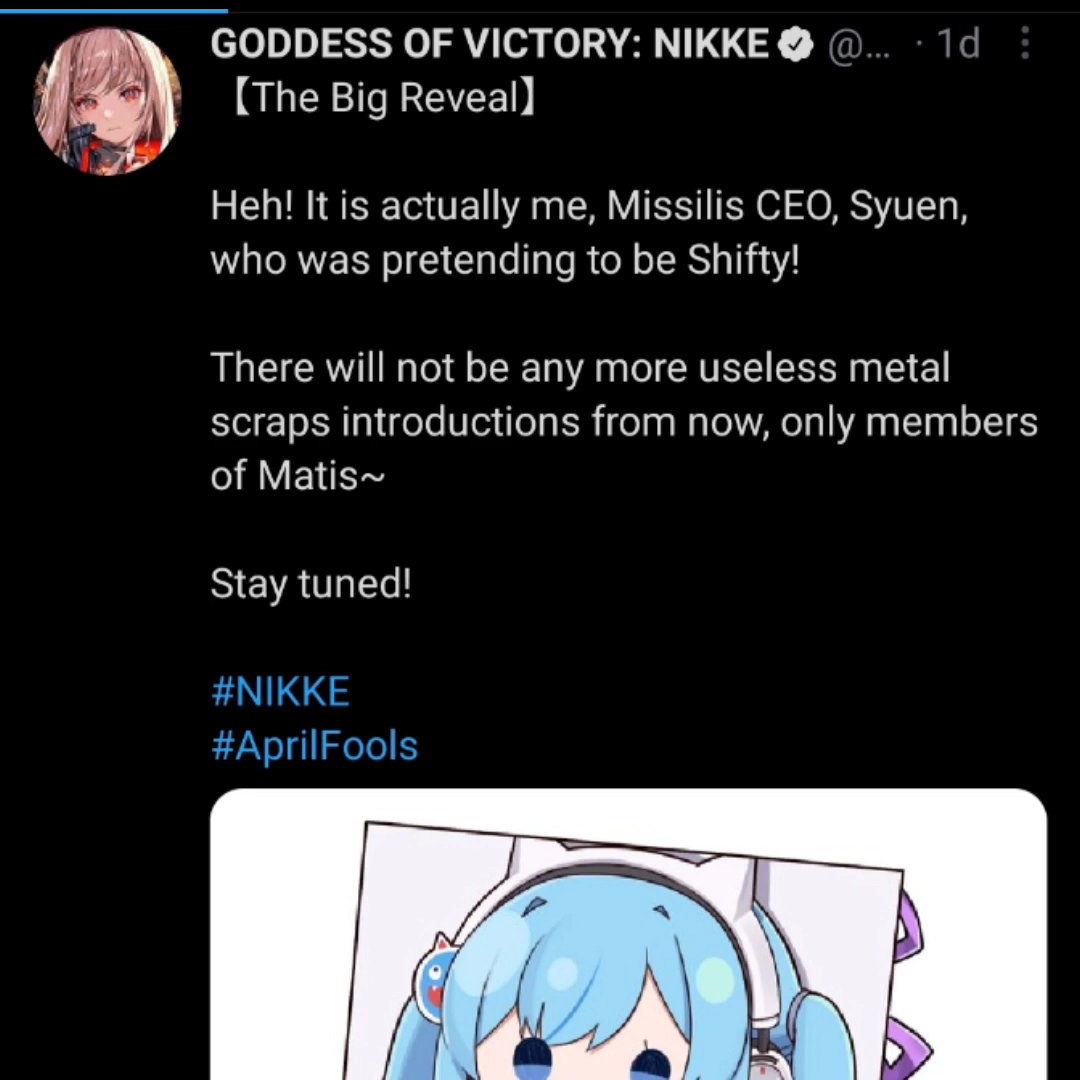 GODDESS OF VICTORY: NIKKE @... · 1d
【The Big Reveal】
Heh! It is actually me, Missilis CEO, Syuen,
who was pretending to be Shifty!
There will not be any more useless metal
scraps introductions from now, only members
of Matis~
Stay tuned!
#NIKKE
#AprilFools